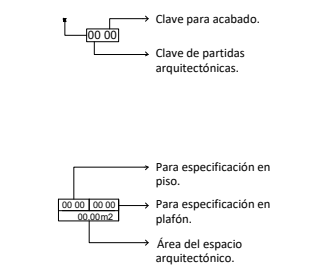 Clave para acabado.
00 00
Clave de partidas
arquitectónicas.
Para especificación en
piso.
00 00 00 00
Para especificación en
plafón.
00.00m2
Área del espacio
arquitectónico.